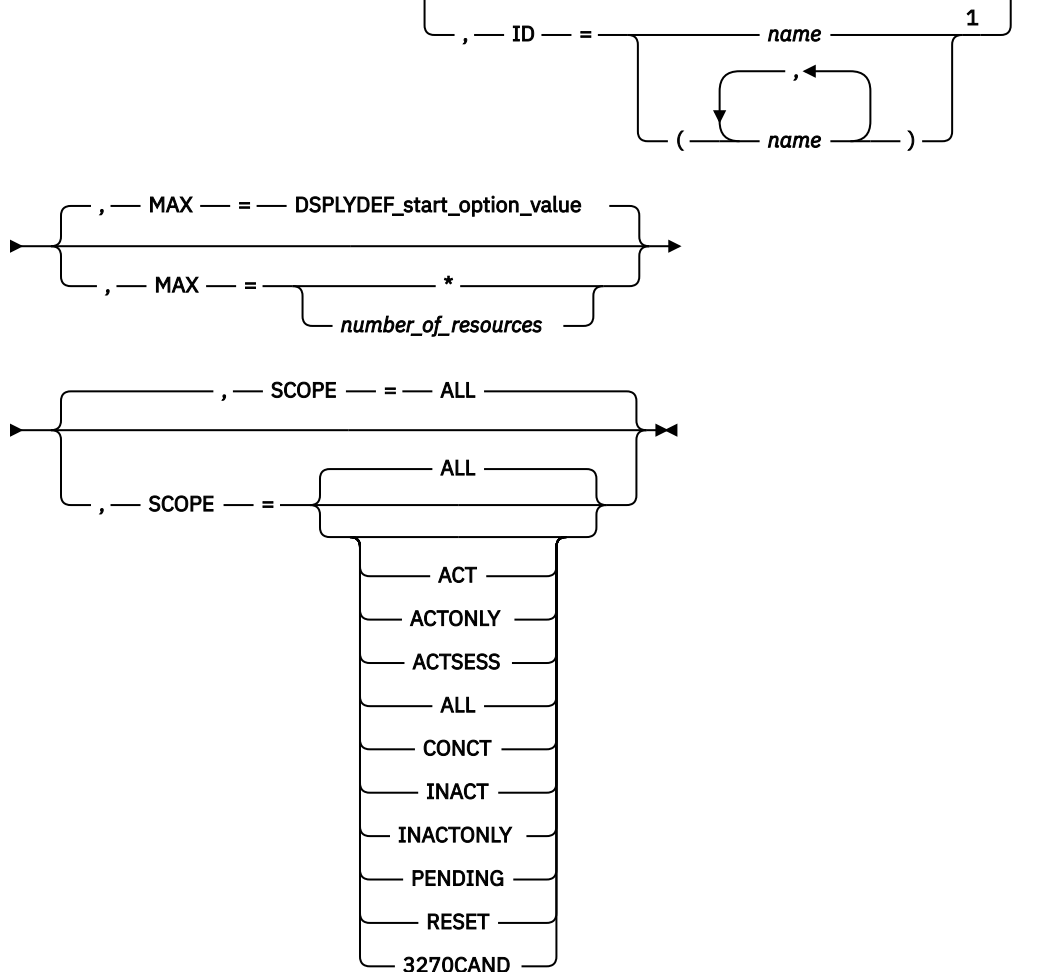 1
, ID = name
,
( name )
, MAX = DSPLYDEF_start_option_value
, MAX = *
number_of_resources
, SCOPE = ALL
ALL
, SCOPE =
ACT
ACTONLY
ACTSESS
ALL
CONCT
INACT
INACTONLY
PENDING
RESET
3270CAND